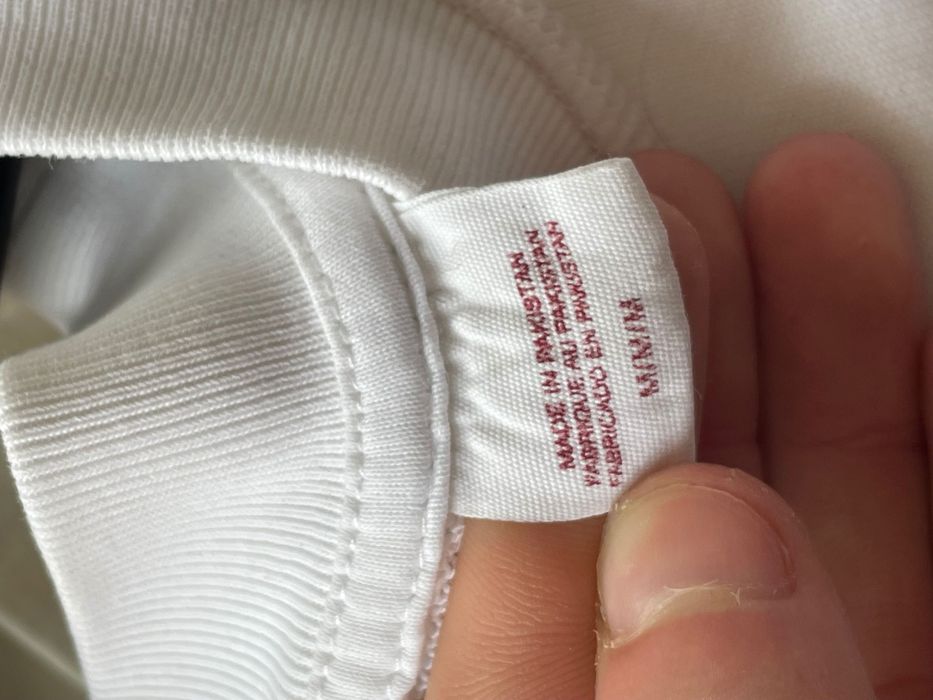 MADE IN PAKISTAN
FABRIQUE AU PAKISTAN
FABRICADO EN PAKISTAN
M/M/M